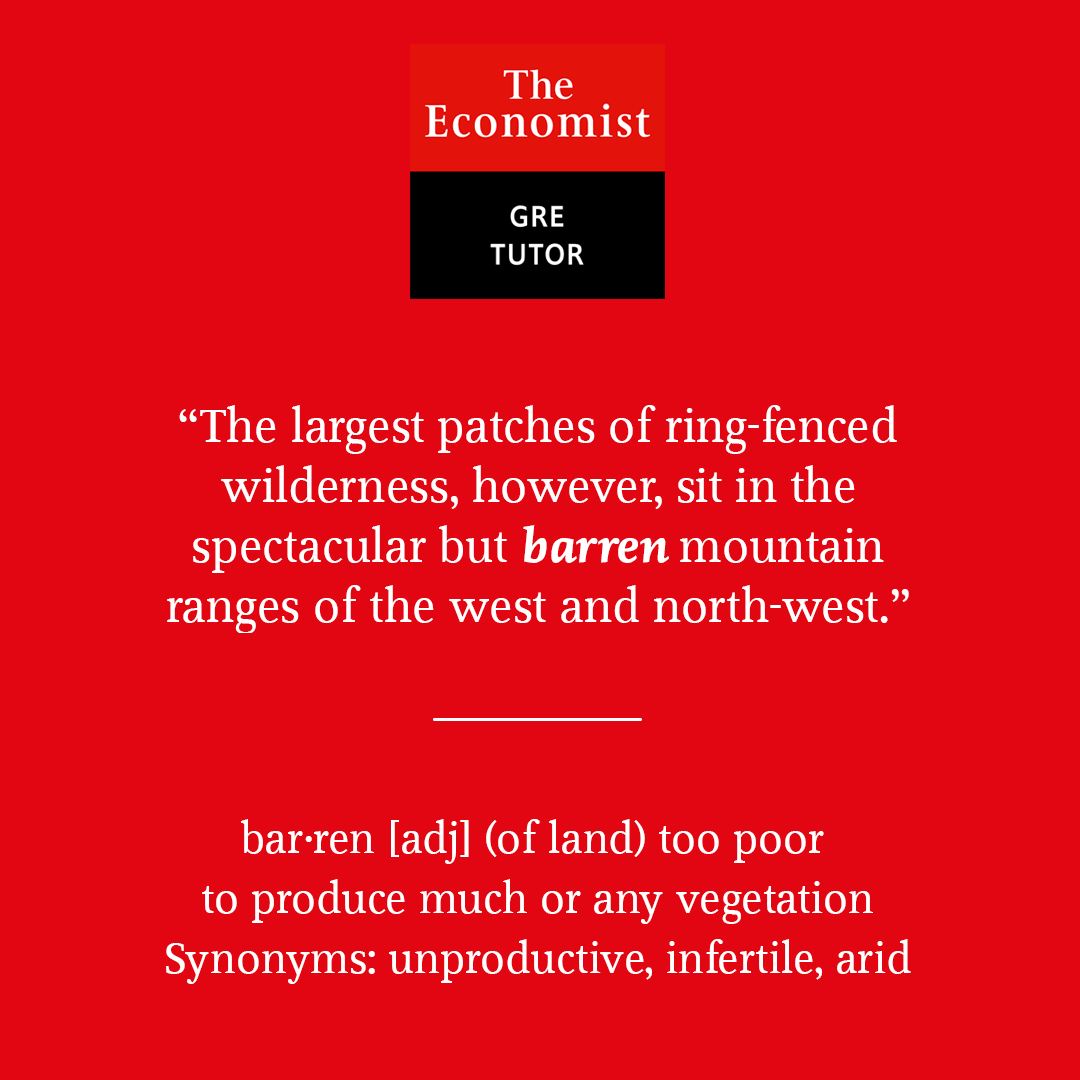 The
Economist
GRE
TUTOR
“The largest patches of ring-fenced
wilderness, however, sit in the
spectacular but barren mountain
ranges of the west and north-west.”
bar·ren [adj] (of land) too poor
to produce much or any vegetation
Synonyms: unproductive, infertile, arid